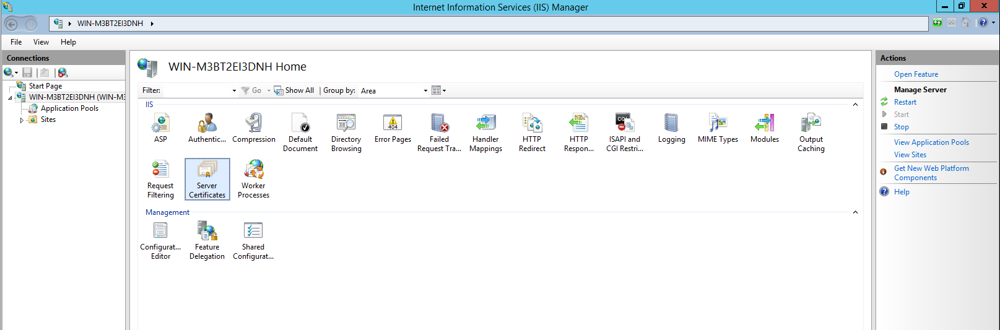 Internet Information Services (IIS) Manager
WIN-M3BT2EI3DNH
File View Help
Connections
Start Page
WIN-M3BT2EI3DNH (WIN-M3
Application Pools
Sites
WIN-M3BT2EI3DNH Home
Filter: Go Show All Group by: Area
IIS
ASP
Authentic...
Compression
Default
Document
Directory
Browsing
Error Pages
404
Failed
Request Tra...
Handler
Mappings
HTTP
Redirect
HTTP
Respon...
ISAPI and
CGI Restri...
Logging
MIME Types
Modules
Output
Caching
Request
Filtering
Server
Certificates
Worker
Processes
Management
Configurat...
Editor
Feature
Delegation
Shared
Configurat...
Actions
Open Feature
Manage Server
Restart
Start
Stop
View Application Pools
View Sites
Get New Web Platform
Components
Help